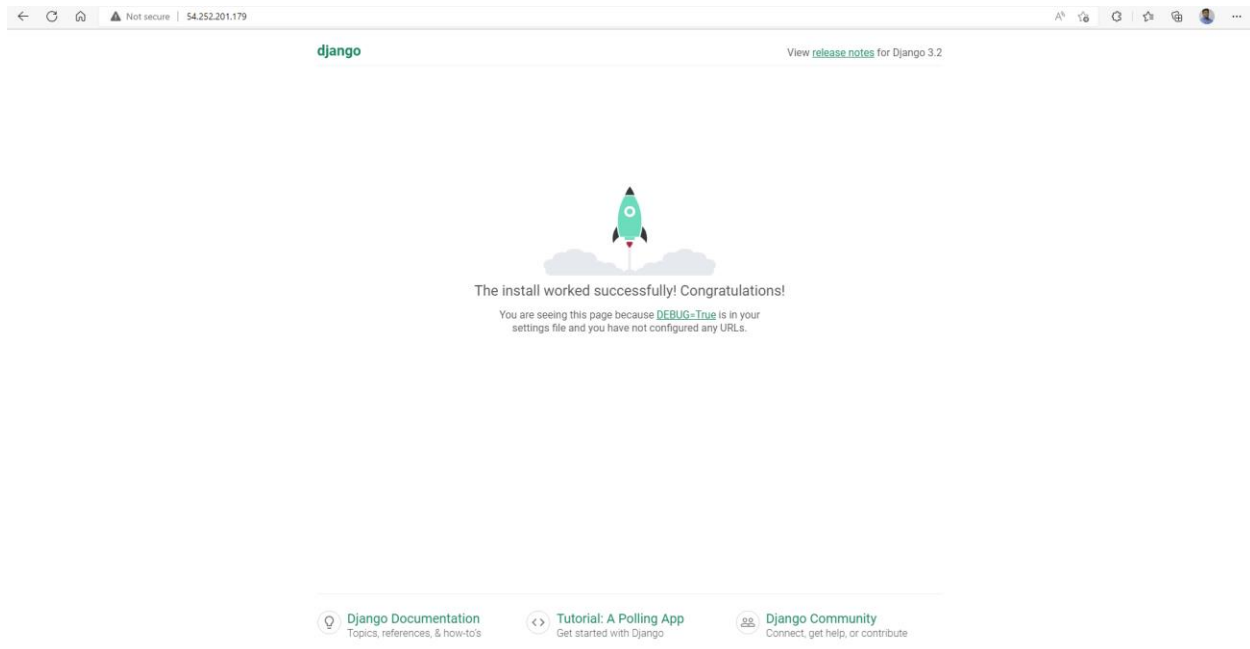 Not secure | 54.252.201.179
django
View release notes for Django 3.2
The install worked successfully! Congratulations!
You are seeing this page because DEBUG=True is in your
settings file and you have not configured any URLs.
Django Documentation
Topics, references, & how-to's
Tutorial: A Polling App
Get started with Django
Django Community
Connect, get help, or contribute